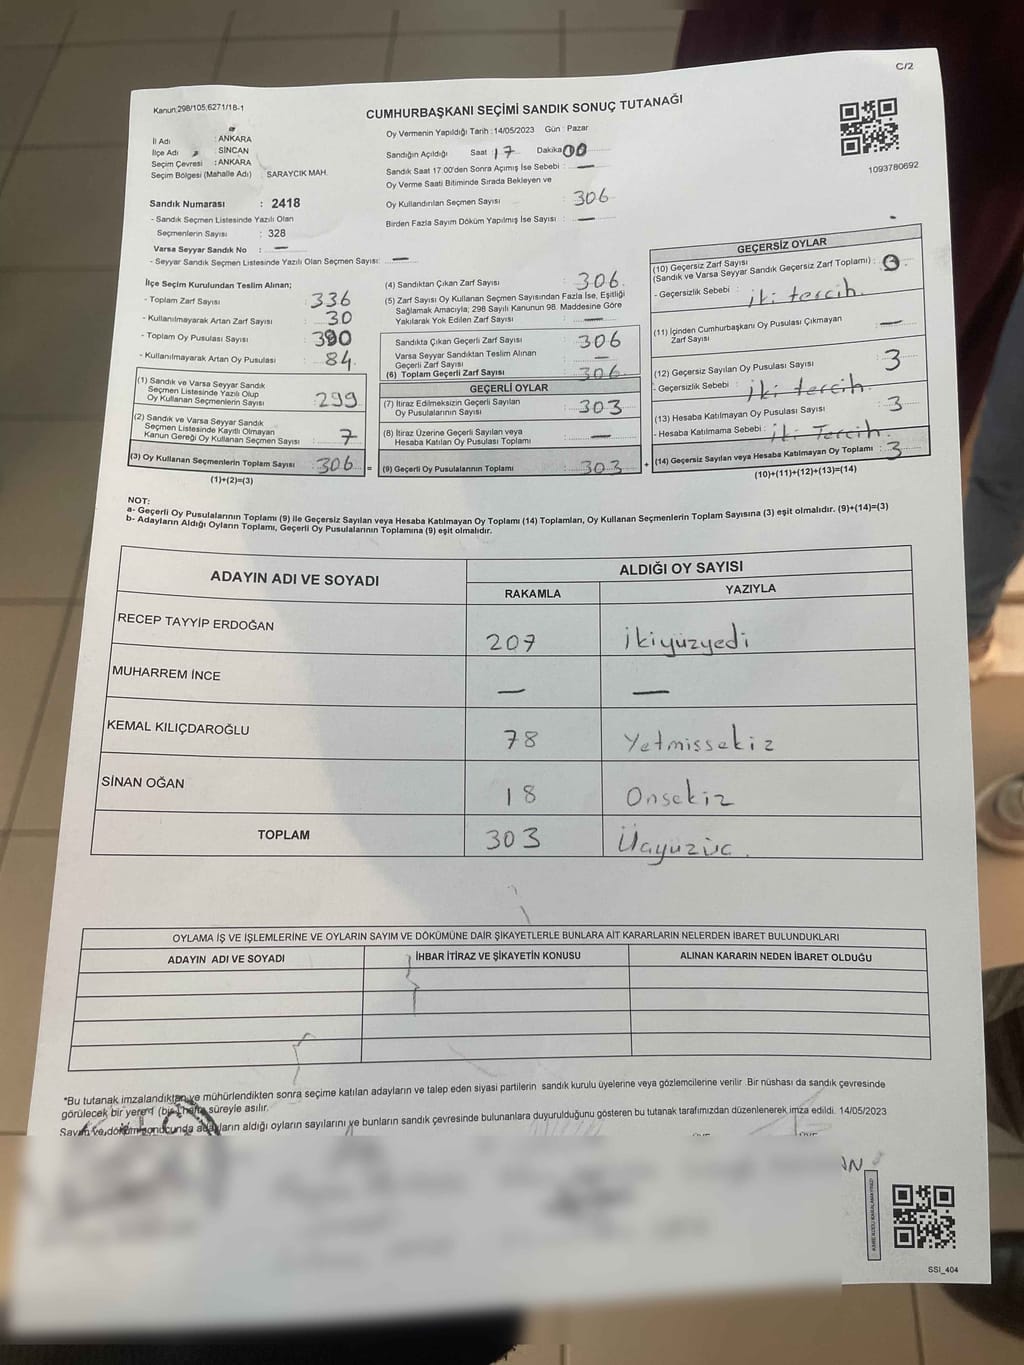 C/2
Kanun:298/105;6271/18-1
CUMHURBAŞKANI SEÇİMİ SANDIK SONUÇ TUTANAĞI
1093780692
İl Adı : ANKARA
İlçe Adı : SİNCAN
Seçim Çevresi : ANKARA
Seçim Bölgesi (Mahalle Adı) : SARAYCIK MAH.
Sandık Numarası : 2418
- Sandık Seçmen Listesinde Yazılı Olan
Seçmenlerin Sayısı : 328
Varsa Seyyar Sandık No : —
- Seyyar Sandık Seçmen Listesinde Yazılı Olan Seçmen Sayısı: —
Oy Vermenin Yapıldığı Tarih :14/05/2023 Gün : Pazar
Sandığın Açıldığı Saat 17 Dakika 00
Sandık Saat 17:00'den Sonra Açımış İse Sebebi : —
Oy Verme Saati Bitiminde Sırada Bekleyen ve
Oy Kullandırılan Seçmen Sayısı : 306
Birden Fazla Sayım Döküm Yapılmış İse Sayısı : —
İlçe Seçim Kurulundan Teslim Alınan;
- Toplam Zarf Sayısı : 336
- Kullanılmayarak Artan Zarf Sayısı : 30
- Toplam Oy Pusulası Sayısı : 390
- Kullanılmayarak Artan Oy Pusulası : 84
(1) Sandık ve Varsa Seyyar Sandık
Seçmen Listesinde Yazılı Olup
Oy Kullanan Seçmenlerin Sayısı : 299
(2) Sandık ve Varsa Seyyar Sandık
Seçmen Listesinde Kayıtlı Olmayan
Kanun Gereği Oy Kullanan Seçmen Sayısı : 7
(3) Oy Kullanan Seçmenlerin Toplam Sayısı : 306 =
(1)+(2)=(3)
(4) Sandıktan Çıkan Zarf Sayısı : 306
(5) Zarf Sayısı Oy Kullanan Seçmen Sayısından Fazla İse, Eşitliği
Sağlamak Amacıyla; 298 Sayılı Kanunun 98. Maddesine Göre
Yakılarak Yok Edilen Zarf Sayısı : —
Sandıkta Çıkan Geçerli Zarf Sayısı : 306
Varsa Seyyar Sandıktan Teslim Alınan
Geçerli Zarf Sayısı : —
(6) Toplam Geçerli Zarf Sayısı : 306
GEÇERLİ OYLAR
(7) İtiraz Edilmeksizin Geçerli Sayılan
Oy Pusulalarının Sayısı : 303
(8) İtiraz Üzerine Geçerli Sayılan veya
Hesaba Katılan Oy Pusulası Toplamı : —
(9) Geçerli Oy Pusulalarının Toplamı : 303 +
GEÇERSİZ OYLAR
(10) Geçersiz Zarf Sayısı
(Sandık ve Varsa Seyyar Sandık Geçersiz Zarf Toplamı) : 0
- Geçersizlik Sebebi : iki tercih
(11) İçinden Cumhurbaşkanı Oy Pusulası Çıkmayan
Zarf Sayısı : —
(12) Geçersiz Sayılan Oy Pusulası Sayısı : 3
- Geçersizlik Sebebi : iki tercih
(13) Hesaba Katılmayan Oy Pusulası Sayısı : 3
- Hesaba Katılmama Sebebi : iki Tercih
(14) Geçersiz Sayılan veya Hesaba Katılmayan Oy Toplamı : 3
(10)+(11)+(12)+(13)=(14)
NOT:
a- Geçerli Oy Pusulalarının Toplamı (9) ile Geçersiz Sayılan veya Hesaba Katılmayan Oy Toplamı (14) Toplamları, Oy Kullanan Seçmenlerin Toplam Sayısına (3) eşit olmalıdır. (9)+(14)=(3)
b- Adayların Aldığı Oyların Toplamı, Geçerli Oy Pusulalarının Toplamına (9) eşit olmalıdır.
ADAYIN ADI VE SOYADI ALDIĞI OY SAYISI
RAKAMLA YAZIYLA
RECEP TAYYİP ERDOĞAN 207 İkiyüzyedi
MUHARREM İNCE — —
KEMAL KILIÇDAROĞLU 78 Yetmissekiz
SİNAN OĞAN 18 Onsekiz
TOPLAM 303 Üçyüzüç.
OYLAMA İŞ VE İŞLEMLERİNE VE OYLARIN SAYIM VE DÖKÜMÜNE DAİR ŞİKAYETLERLE BUNLARA AİT KARARLARIN NELERDEN İBARET BULUNDUKLARI
ADAYIN ADI VE SOYADI İHBAR İTİRAZ VE ŞİKAYETİN KONUSU ALINAN KARARIN NEDEN İBARET OLDUĞU
*Bu tutanak imzalandıktan ve mühürlendikten sonra seçime katılan adayların ve talep eden siyasi partilerin sandık kurulu üyelerine veya gözlemcilerine verilir. Bir nüshası da sandık çevresinde
görülecek bir yere (bir) hafta süreyle asılır.
Sayım ve döküm sonucunda adayların aldığı oyların sayılarını ve bunların sandık çevresinde bulunanlara duyurulduğunu gösteren bu tutanak tarafımızdan düzenlenerek imza edildi. 14/05/2023
SSI_404